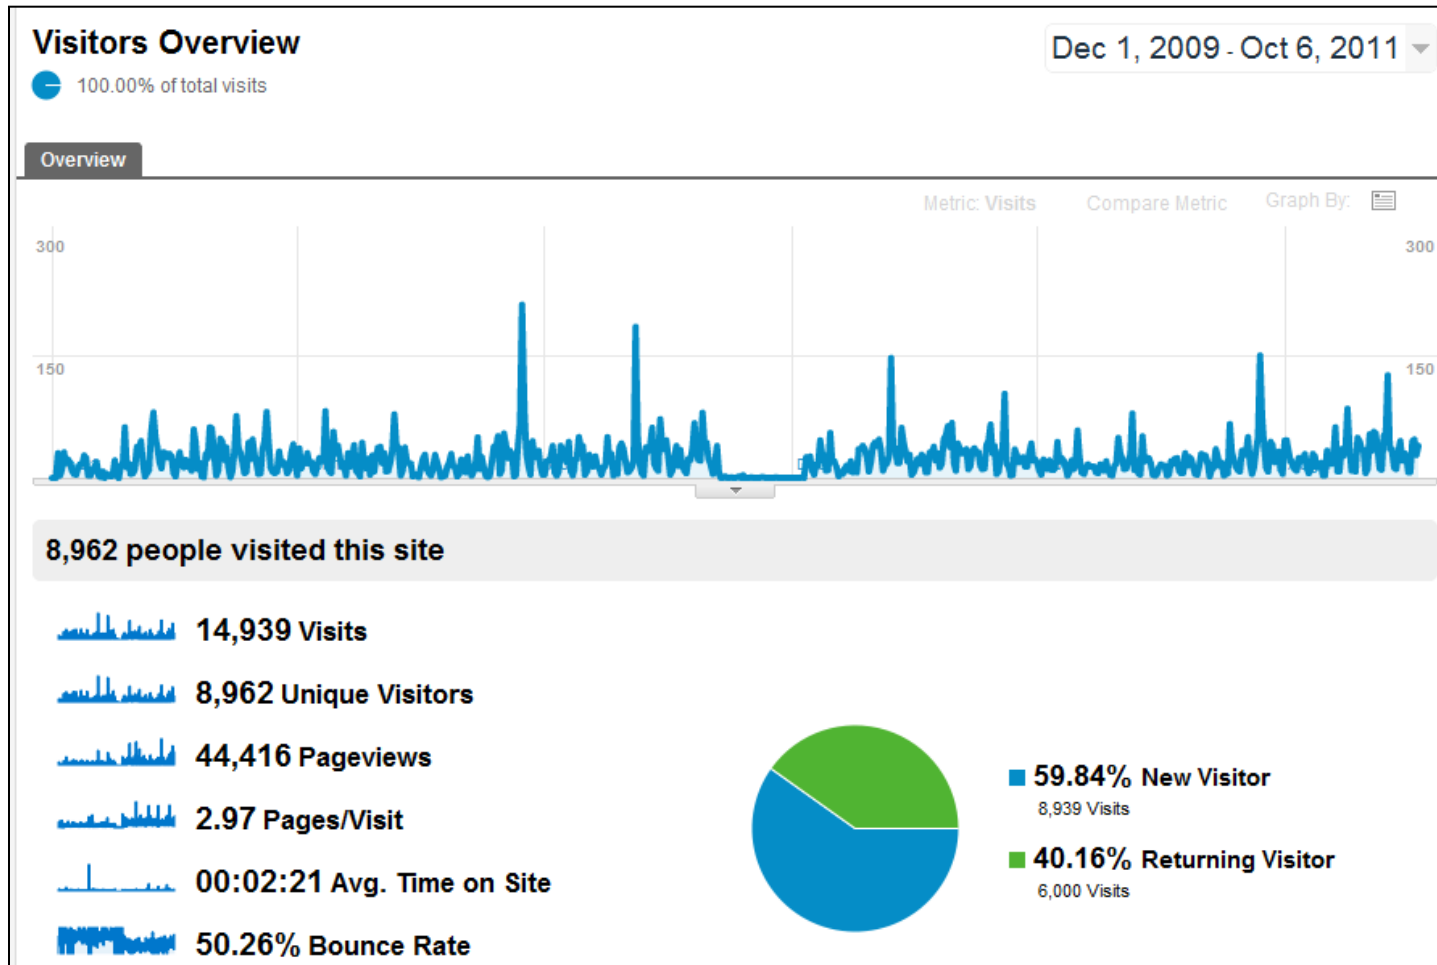 Visitors Overview
Dec 1, 2009 - Oct 6, 2011
100.00% of total visits
Overview
Metric: Visits
Compare Metric
Graph By:
300
300
150
150
8,962 people visited this site
14,939 Visits
8,962 Unique Visitors
44,416 Pageviews
2.97 Pages/Visit
00:02:21 Avg. Time on Site
50.26% Bounce Rate
59.84% New Visitor
8,939 Visits
40.16% Returning Visitor
6,000 Visits